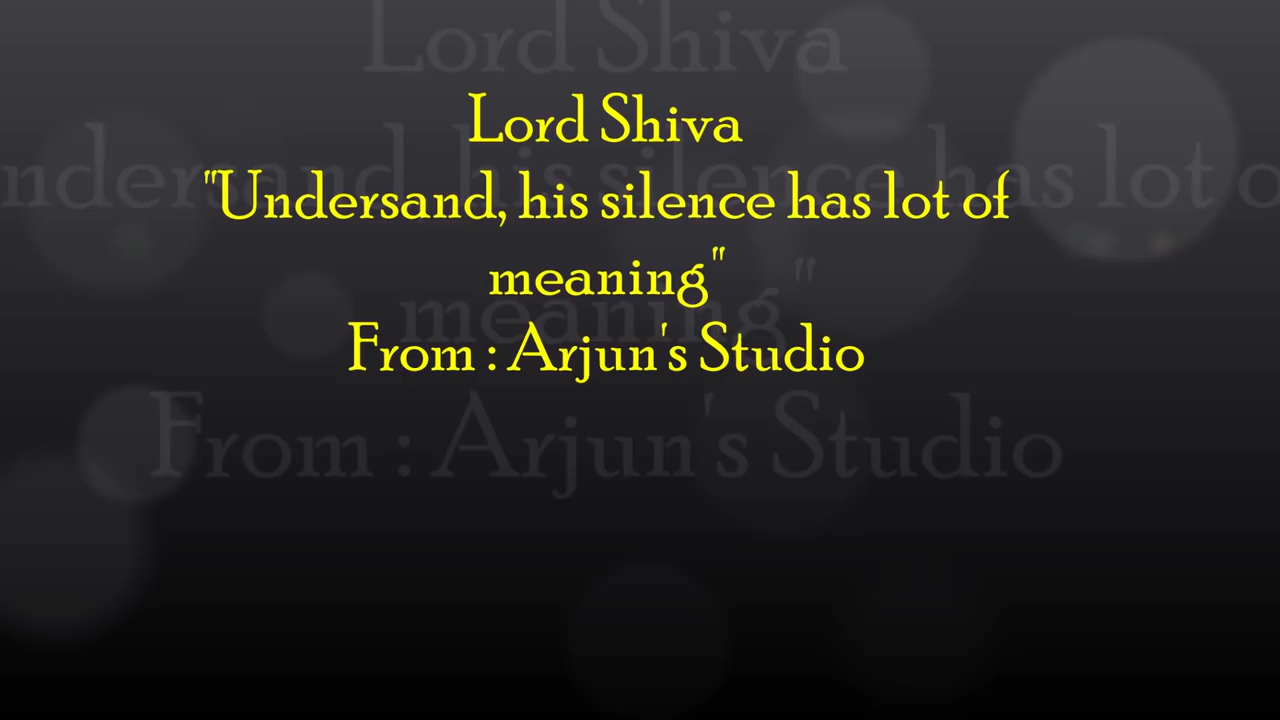 Lord Shiva
"Undersand, his silence has lot of
meaning"
From : Arjun's Studio